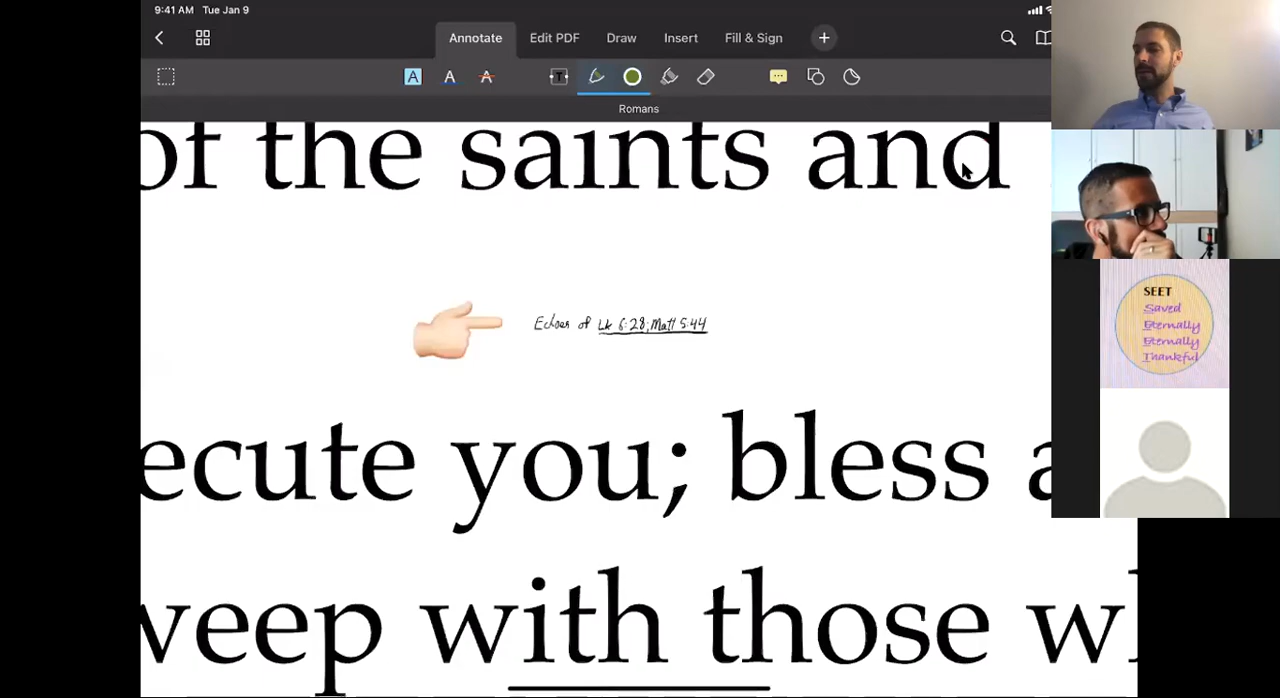 9:41 AM Tue Jan 9
Annotate Edit PDF Draw Insert Fill & Sign
Romans
of the saints and
Echoes of Lk 6:28; Matt 5:44
ecute you; bless a
weep with those wh
SEET
Saved
Eternally
Eternally
Thankful